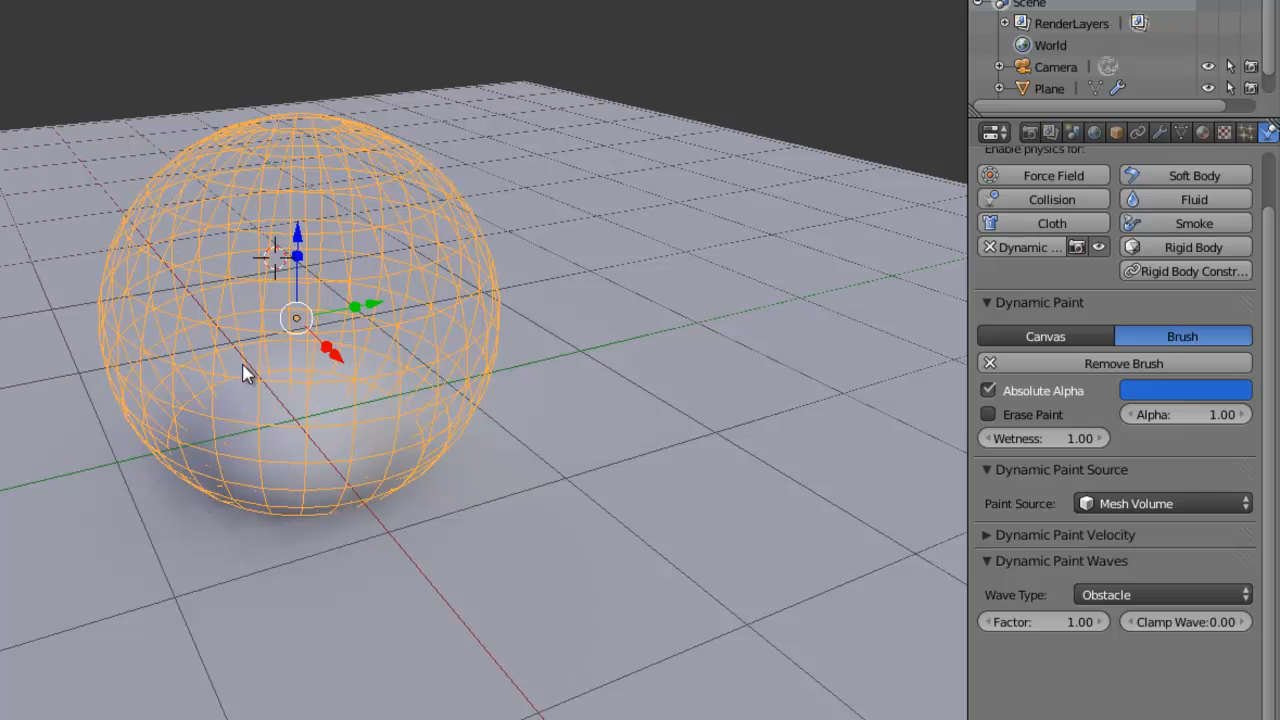 Scene
RenderLayers |
World
Camera |
Plane |
Enable physics for:
Force Field
Soft Body
Collision
Fluid
Cloth
Smoke
Dynamic ...
Rigid Body
Rigid Body Constr...
Dynamic Paint
Canvas
Brush
Remove Brush
Absolute Alpha
Erase Paint
Alpha: 1.00
Wetness: 1.00
Dynamic Paint Source
Paint Source: Mesh Volume
Dynamic Paint Velocity
Dynamic Paint Waves
Wave Type: Obstacle
Factor: 1.00
Clamp Wave:0.00